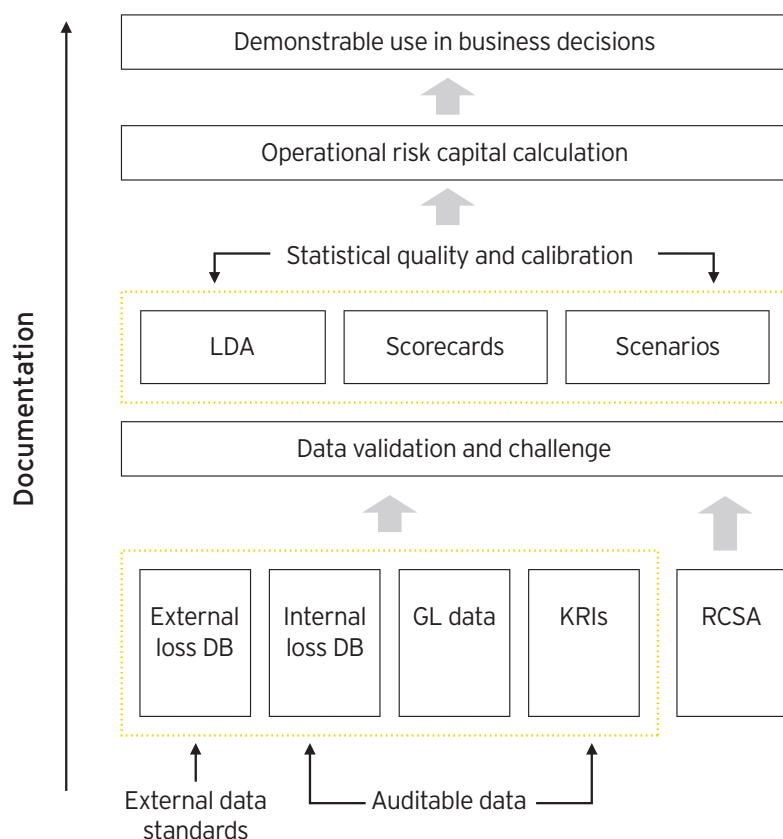 Demonstrable use in business decisions
Operational risk capital calculation
Statistical quality and calibration
LDA
Scorecards
Scenarios
Data validation and challenge
External
loss DB
Internal
loss DB
GL data
KRIs
RCSA
External data
standards
Auditable data
Documentation